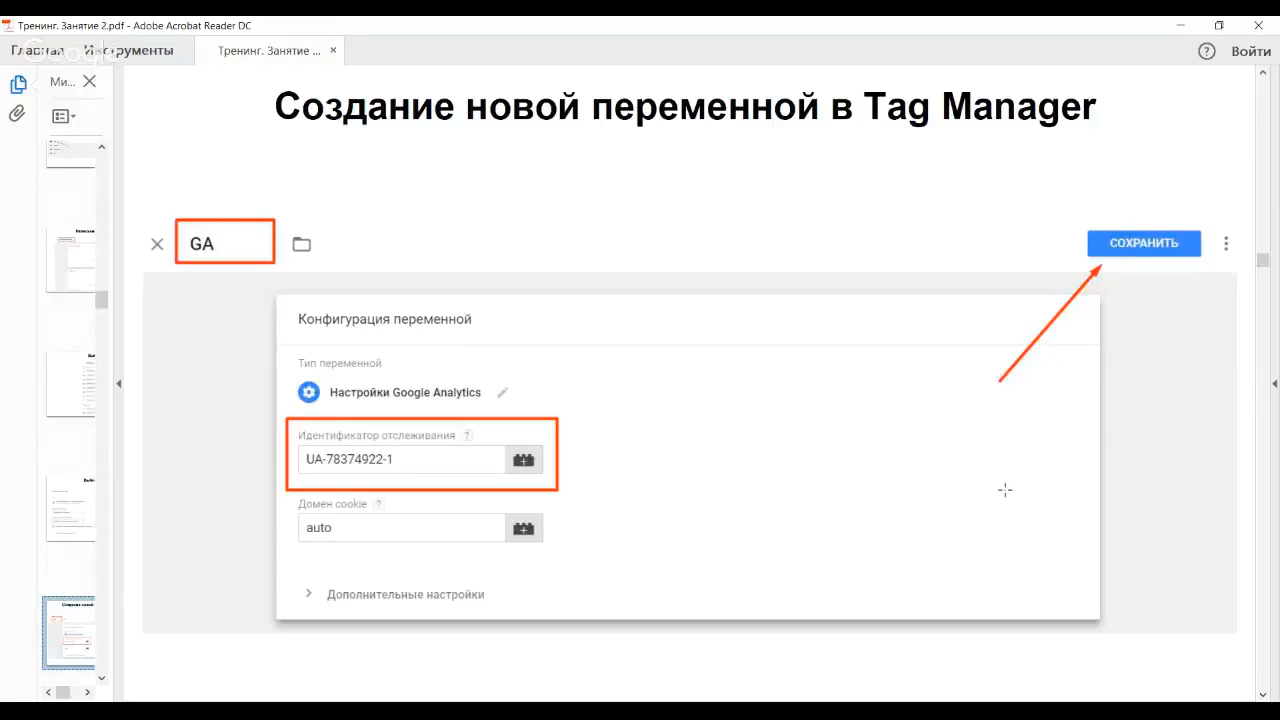 Тренинг. Занятие 2.pdf - Adobe Acrobat Reader DC
Главная Инструменты Тренинг. Занятие ... ×
? Войти
Ми...
Создание новой переменной в Tag Manager
GA
СОХРАНИТЬ
Конфигурация переменной
Тип переменной
Настройки Google Analytics
Идентификатор отслеживания ?
UA-78374922-1
Домен cookie ?
auto
Дополнительные настройки